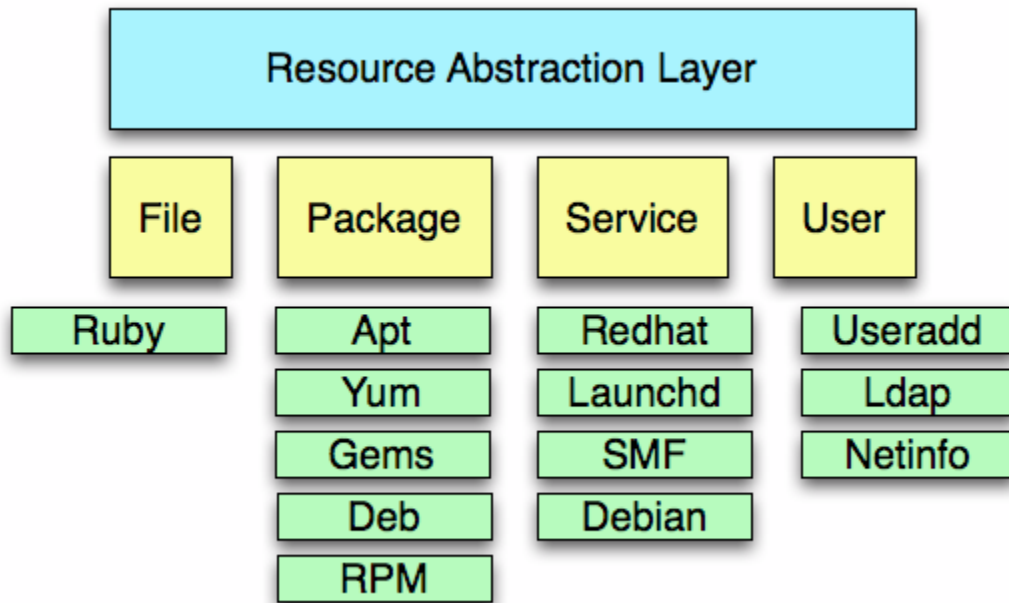 Resource Abstraction Layer
File
Package
Service
User
Ruby
Apt
Redhat
Useradd
Yum
Launchd
Ldap
Gems
SMF
Netinfo
Deb
Debian
RPM